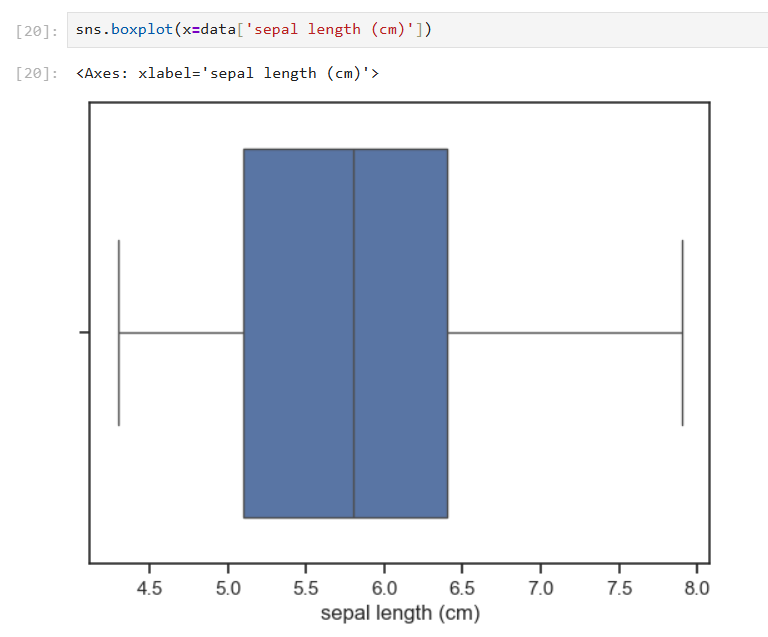 [20]: sns.boxplot(x=data['sepal length (cm)'])
[20]: <Axes: xlabel='sepal length (cm)'>
4.5 5.0 5.5 6.0 6.5 7.0 7.5 8.0
sepal length (cm)